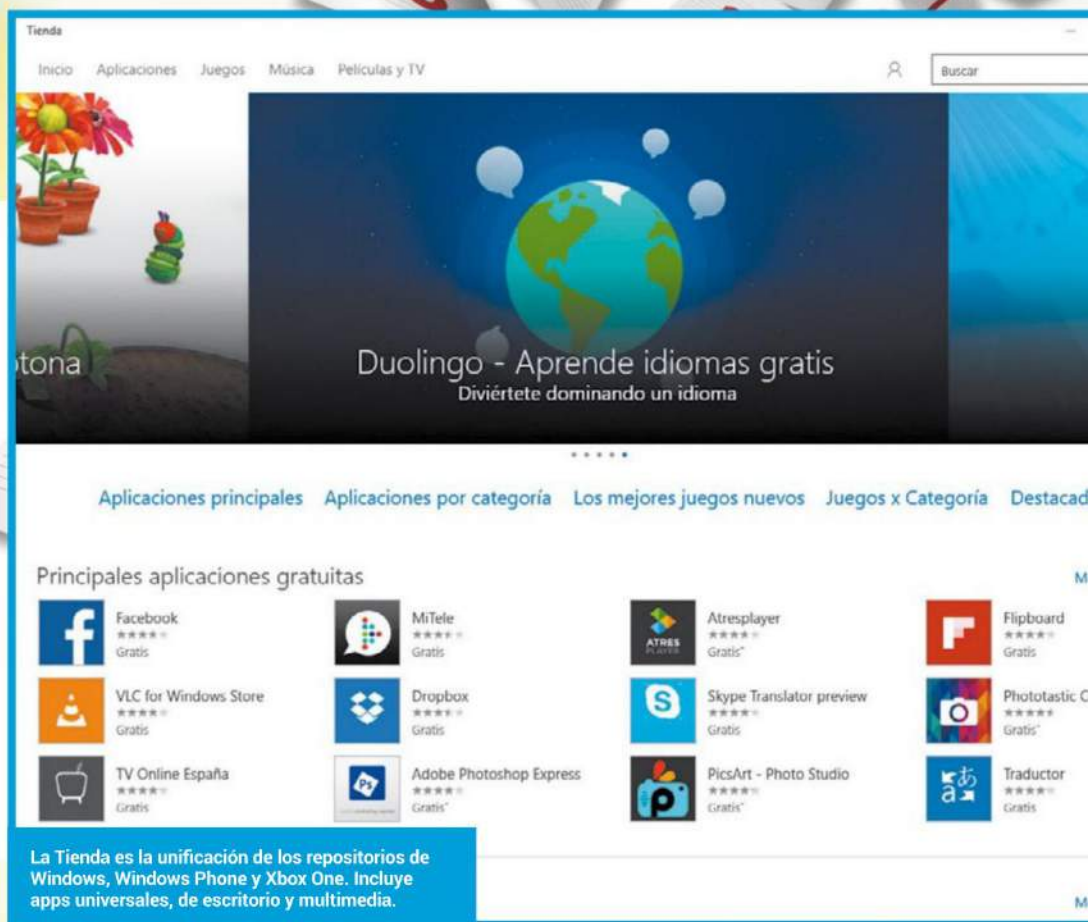 Tienda
Inicio Aplicaciones Juegos Música Películas y TV Buscar
tona
Duolingo - Aprende idiomas gratis
Diviértete dominando un idioma
Aplicaciones principales Aplicaciones por categoría Los mejores juegos nuevos Juegos x Categoría Destacad
Principales aplicaciones gratuitas
M
Facebook
Gratis
MiTele
Gratis
ATRES
PLAYER
Atresplayer
Gratis*
Flipboard
Gratis
VLC for Windows Store
Gratis
Dropbox
Gratis
Skype Translator preview
Gratis
Phototastic C
Gratis*
TV Online España
Gratis
Ps
Adobe Photoshop Express
Gratis*
PicsArt - Photo Studio
Gratis*
あ
a
Traductor
Gratis
La Tienda es la unificación de los repositorios de
Windows, Windows Phone y Xbox One. Incluye
apps universales, de escritorio y multimedia.
M